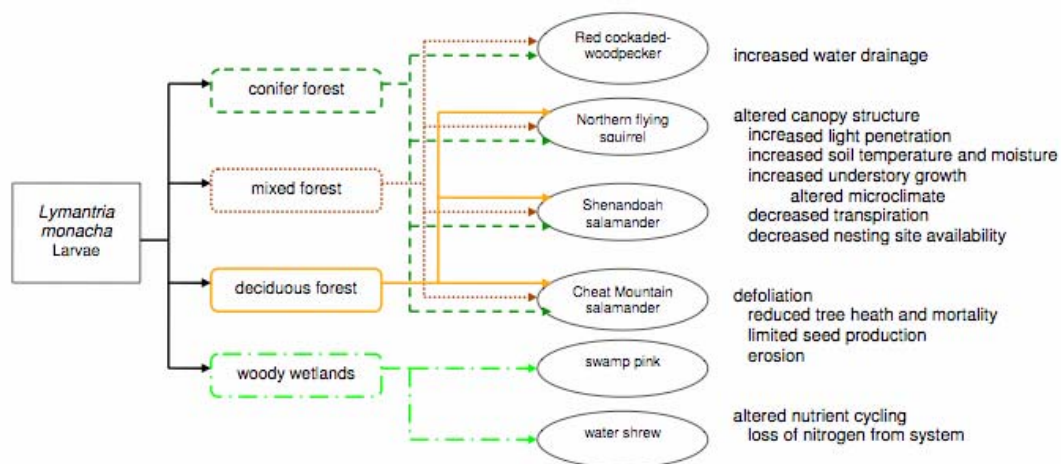 Lymantria
monacha
Larvae
conifer forest
mixed forest
deciduous forest
woody wetlands
Red cockaded-
woodpecker
Northern flying
squirrel
Shenandoah
salamander
Cheat Mountain
salamander
swamp pink
water shrew
increased water drainage
altered canopy structure
increased light penetration
increased soil temperature and moisture
increased understory growth
altered microclimate
decreased transpiration
decreased nesting site availability
defoliation
reduced tree heath and mortality
limited seed production
erosion
altered nutrient cycling
loss of nitrogen from system